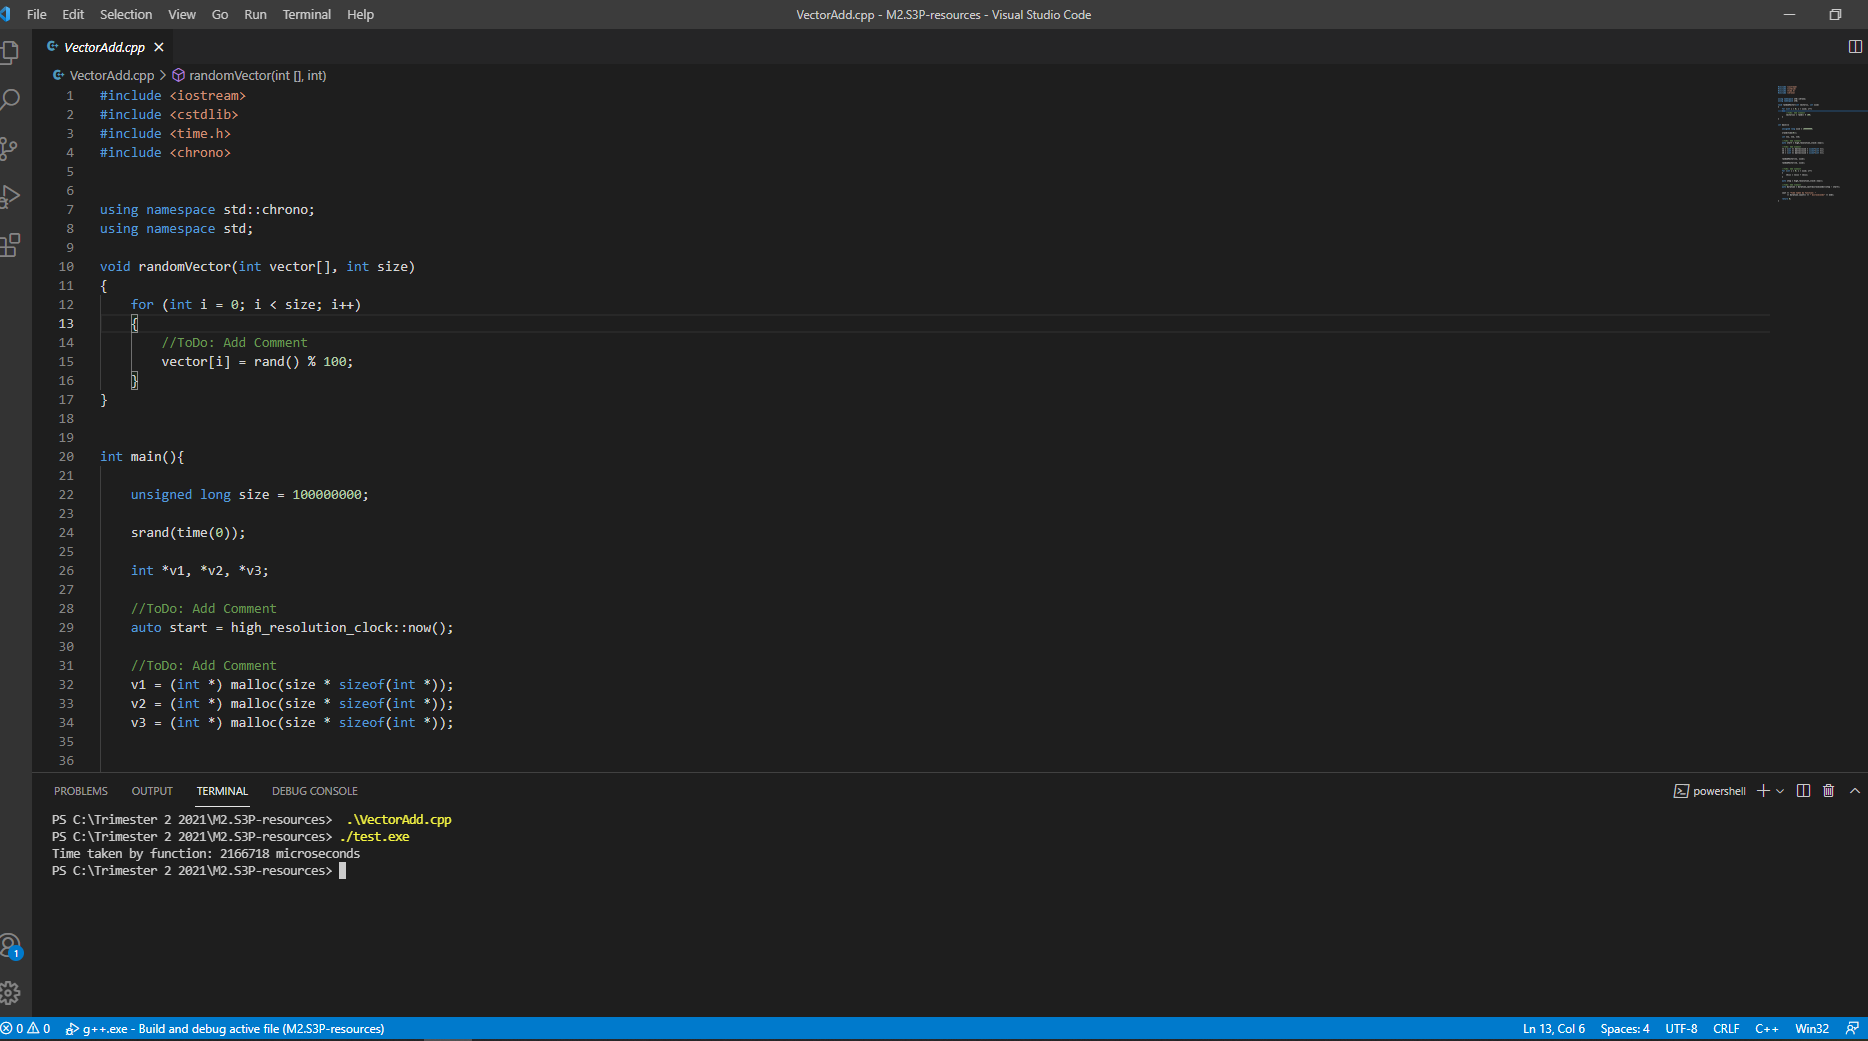 File Edit Selection View Go Run Terminal Help
VectorAdd.cpp - M2.S3P-resources - Visual Studio Code
VectorAdd.cpp
VectorAdd.cpp > randomVector(int [], int)
1 #include <iostream>
2 #include <cstdlib>
3 #include <time.h>
4 #include <chrono>
5
6
7 using namespace std::chrono;
8 using namespace std;
9
10 void randomVector(int vector[], int size)
11 {
12     for (int i = 0; i < size; i++)
13     {
14         //ToDo: Add Comment
15         vector[i] = rand() % 100;
16     }
17 }
18
19
20 int main(){
21
22     unsigned long size = 100000000;
23
24     srand(time(0));
25
26     int *v1, *v2, *v3;
27
28     //ToDo: Add Comment
29     auto start = high_resolution_clock::now();
30
31     //ToDo: Add Comment
32     v1 = (int *) malloc(size * sizeof(int *));
33     v2 = (int *) malloc(size * sizeof(int *));
34     v3 = (int *) malloc(size * sizeof(int *));
35
36
PROBLEMS OUTPUT TERMINAL DEBUG CONSOLE
powershell
PS C:\Trimester 2 2021\M2.S3P-resources>  .\VectorAdd.cpp
PS C:\Trimester 2 2021\M2.S3P-resources> ./test.exe
Time taken by function: 2166718 microseconds
PS C:\Trimester 2 2021\M2.S3P-resources>
1
0 0 g++.exe - Build and debug active file (M2.S3P-resources)
Ln 13, Col 6 Spaces: 4 UTF-8 CRLF C++ Win32